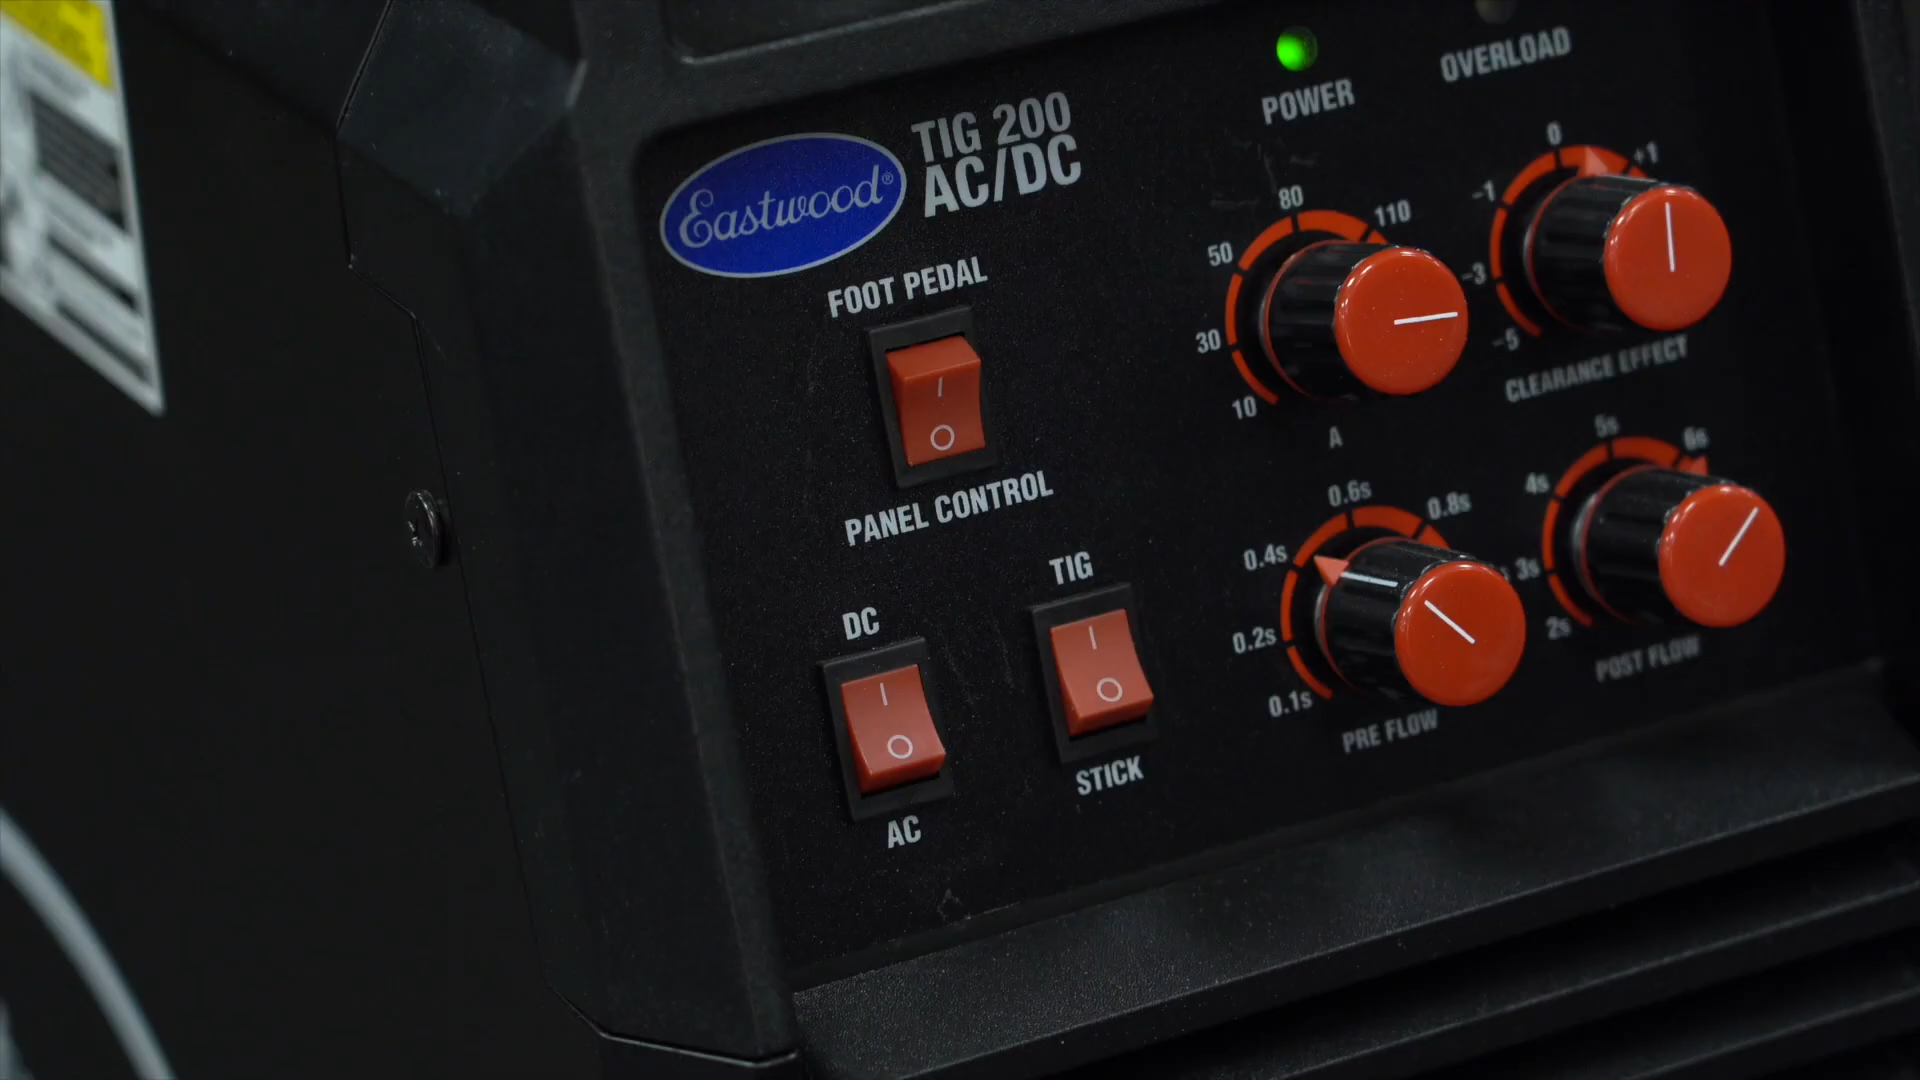 POWER
OVERLOAD
Eastwood®
TIG 200
AC/DC
FOOT PEDAL
I
O
PANEL CONTROL
DC
I
O
AC
TIG
I
O
STICK
10
30
50
80
110
A
-5
-3
-1
0
+1
CLEARANCE EFFECT
0.1s
0.2s
0.4s
0.6s
0.8s
PRE FLOW
2s
3s
4s
5s
6s
POST FLOW